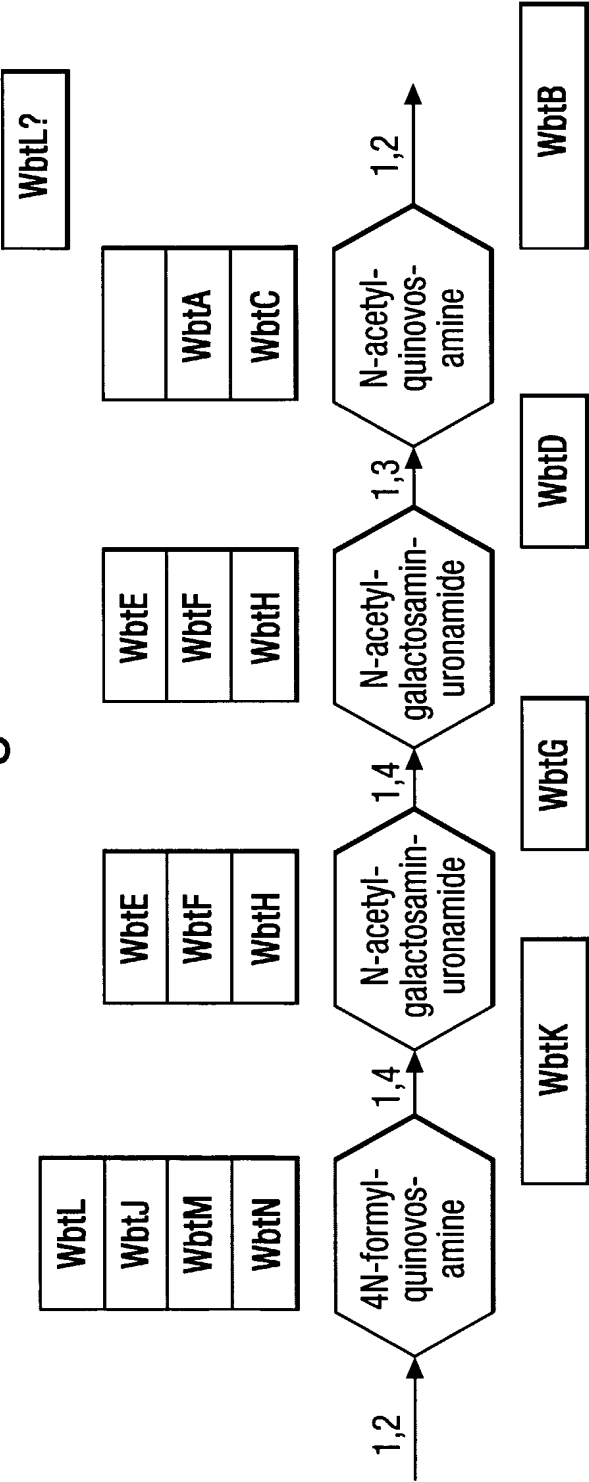 WbtL?
WbtL
WbtJ
WbtM
WbtN
WbtE
WbtF
WbtH
WbtE
WbtF
WbtH
WbtA
WbtC
1,2
4N-formyl-
quinovos-
amine
1,4
N-acetyl-
galactosamin-
uronamide
1,4
N-acetyl-
galactosamin-
uronamide
1,3
N-acetyl-
quinovos-
amine
1,2
WbtK
WbtG
WbtD
WbtB